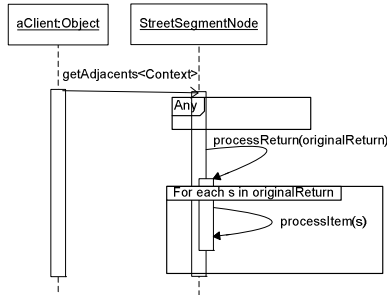 aClient:Object
StreetSegmentNode
getAdjacents<Context>
Any
processReturn(originalReturn)
For each s in originalReturn
processItem(s)